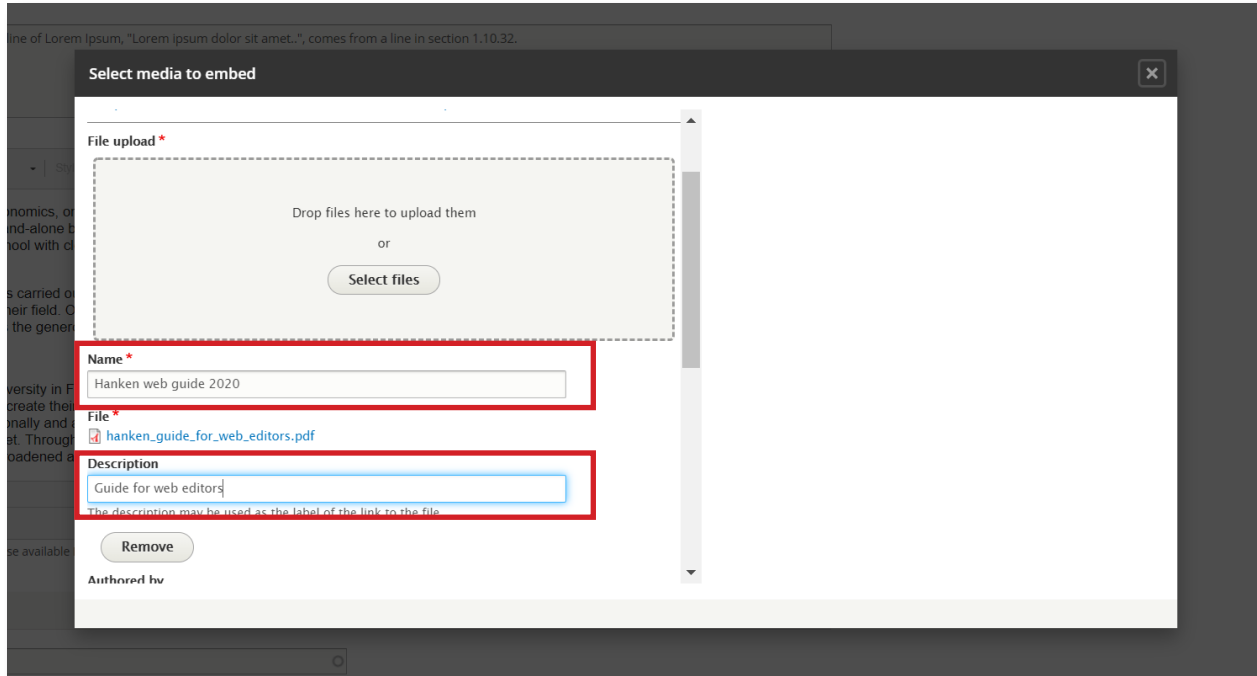 line of Lorem Ipsum, "Lorem ipsum dolor sit amet..", comes from a line in section 1.10.32.
Select media to embed
File upload *
Drop files here to upload them
or
Select files
onomics, or
and-alone b
hool with cl
s carried o
heir field. O
the gener
Name *
Hanken web guide 2020
File *
hanken_guide_for_web_editors.pdf
versity in F
create thei
onally and a
et. Through
oadened a
Description
Guide for web editors
The description may be used as the label of the link to the file
Remove
se available
Authored by